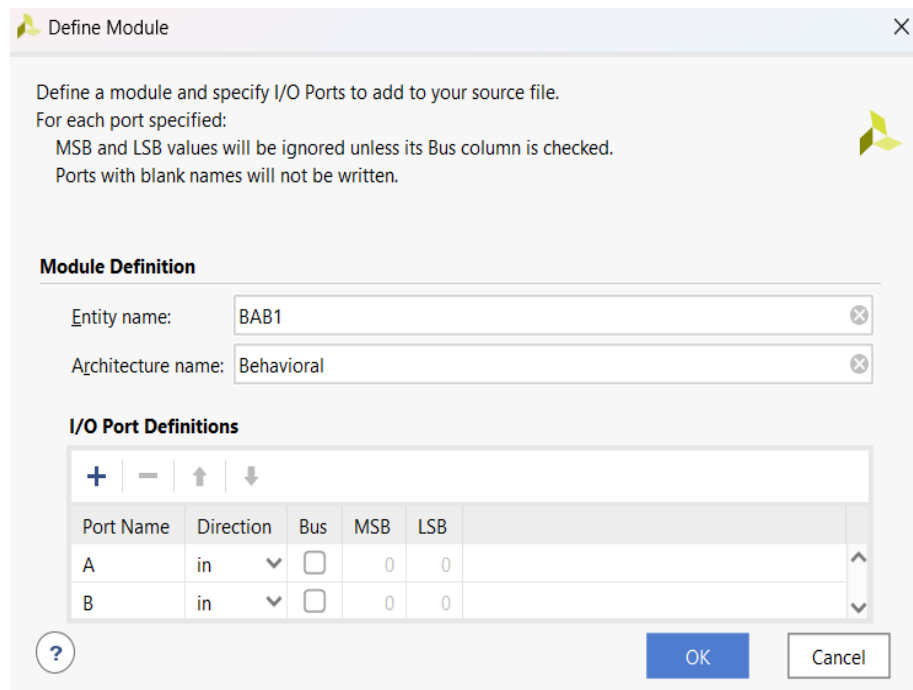 Define Module
Define a module and specify I/O Ports to add to your source file.
For each port specified:
MSB and LSB values will be ignored unless its Bus column is checked.
Ports with blank names will not be written.
Module Definition
Entity name: BAB1
Architecture name: Behavioral
I/O Port Definitions
Port Name Direction Bus MSB LSB
A in 0 0
B in 0 0
? OK Cancel